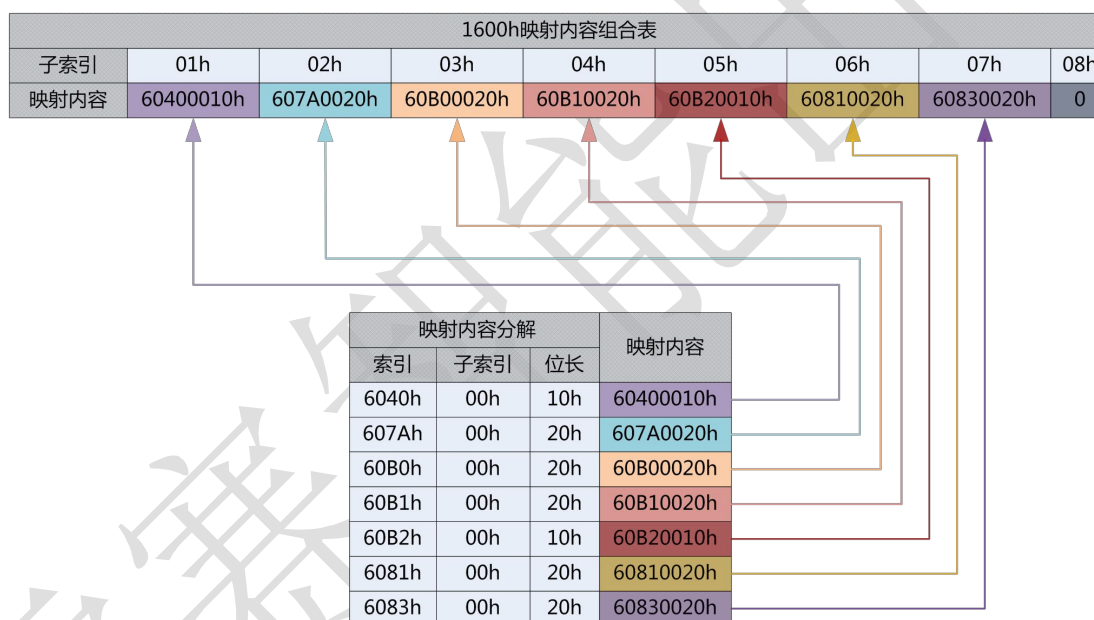 1600h映射内容组合表
子索引 01h 02h 03h 04h 05h 06h 07h 08h
映射内容 60400010h 607A0020h 60B00020h 60B10020h 60B20010h 60810020h 60830020h 0
映射内容分解 映射内容
索引 子索引 位长
6040h 00h 10h 60400010h
607Ah 00h 20h 607A0020h
60B0h 00h 20h 60B00020h
60B1h 00h 20h 60B10020h
60B2h 00h 10h 60B20010h
6081h 00h 20h 60810020h
6083h 00h 20h 60830020h
赛智能